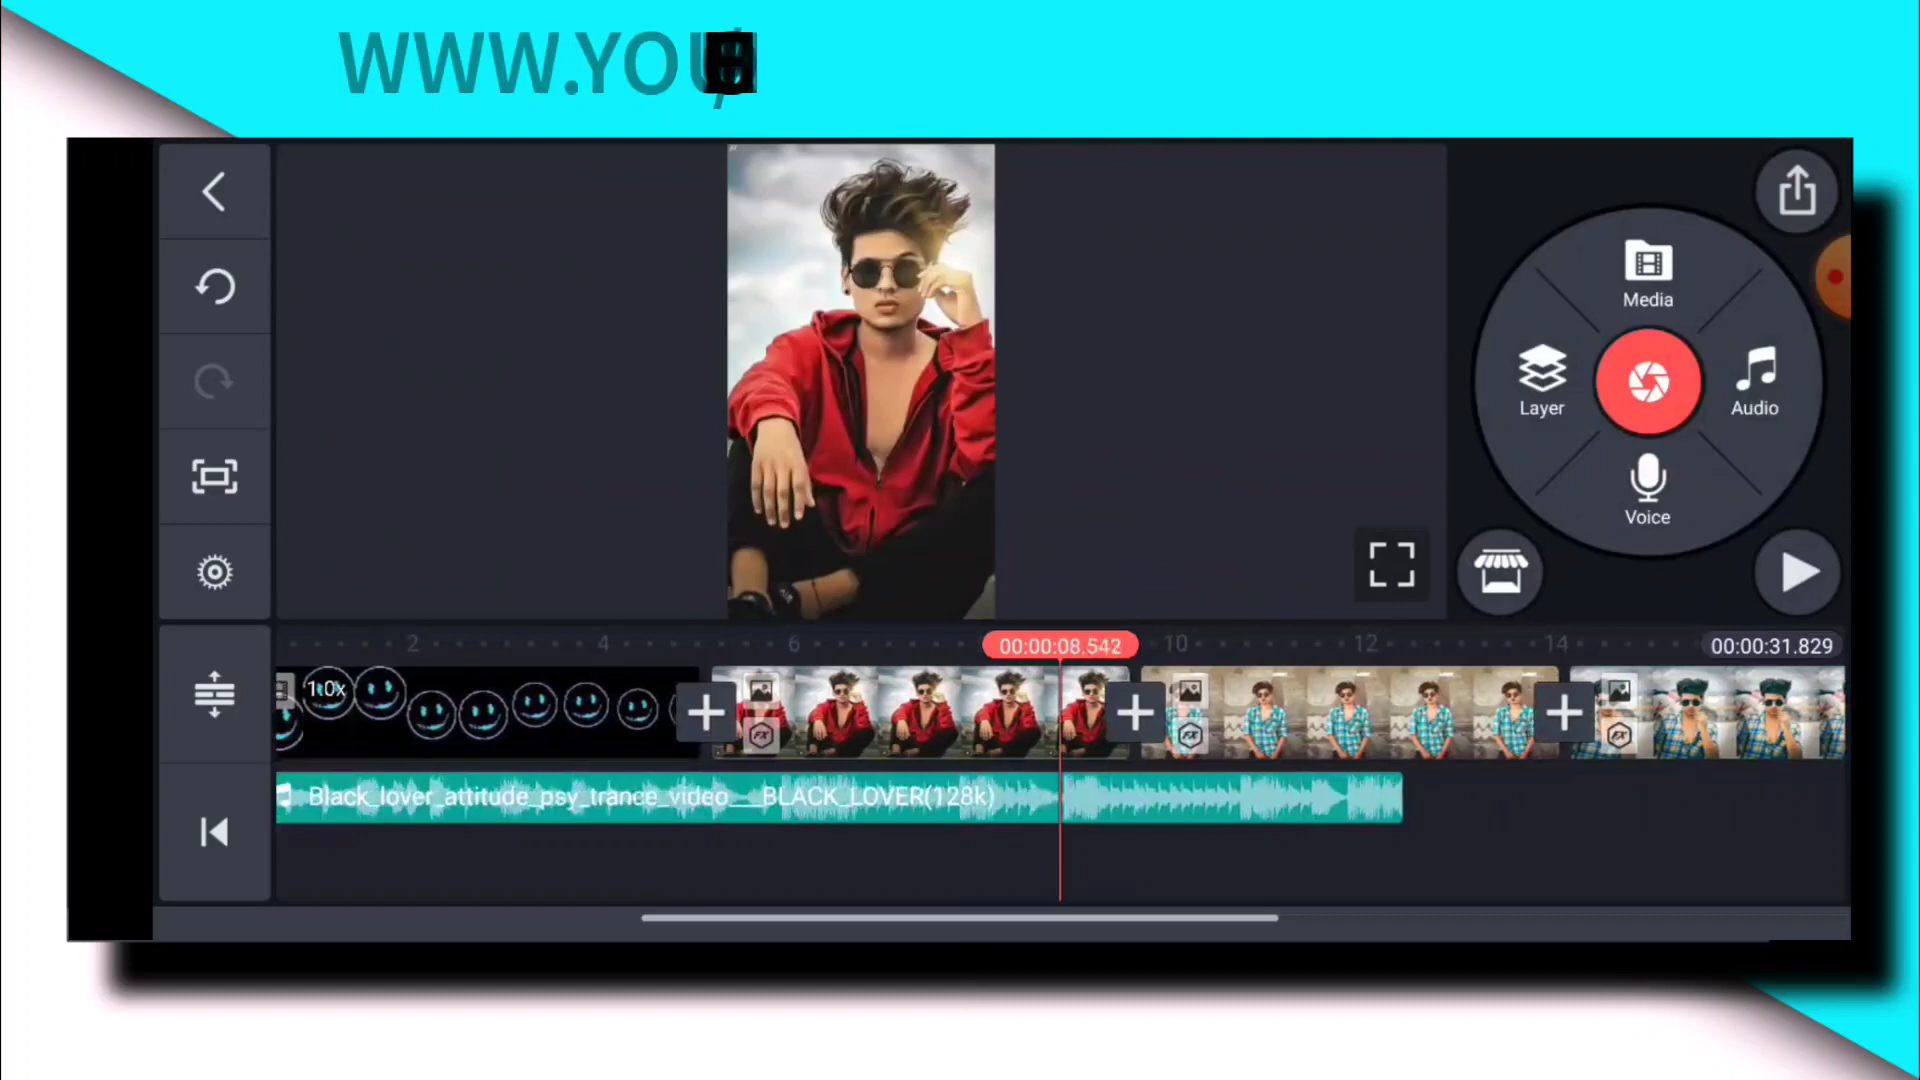 WWW.YOU
Media
Layer
Audio
Voice
2
4
6
00:00:08.542
10
12
14
00:00:31.829
1.0x
Black_lover_attitude_psy_trance_video__BLACK_LOVER(128k)